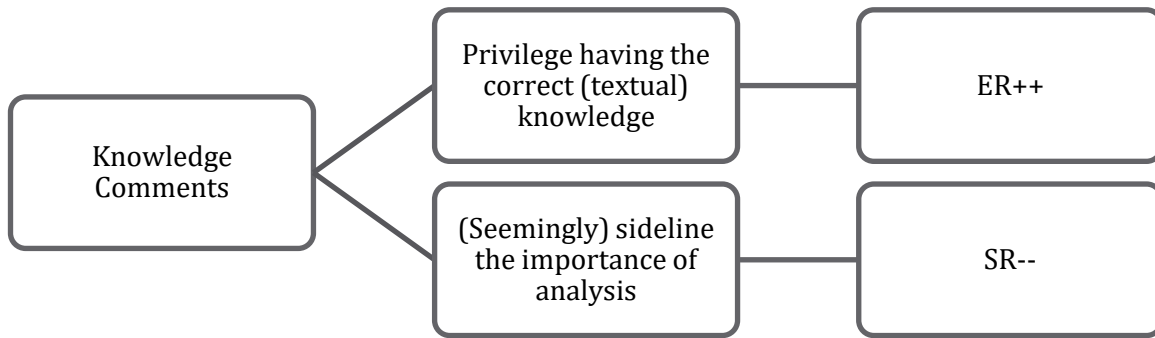 Knowledge
Comments
Privilege having the
correct (textual)
knowledge
ER++
(Seemingly) sideline
the importance of
analysis
SR--